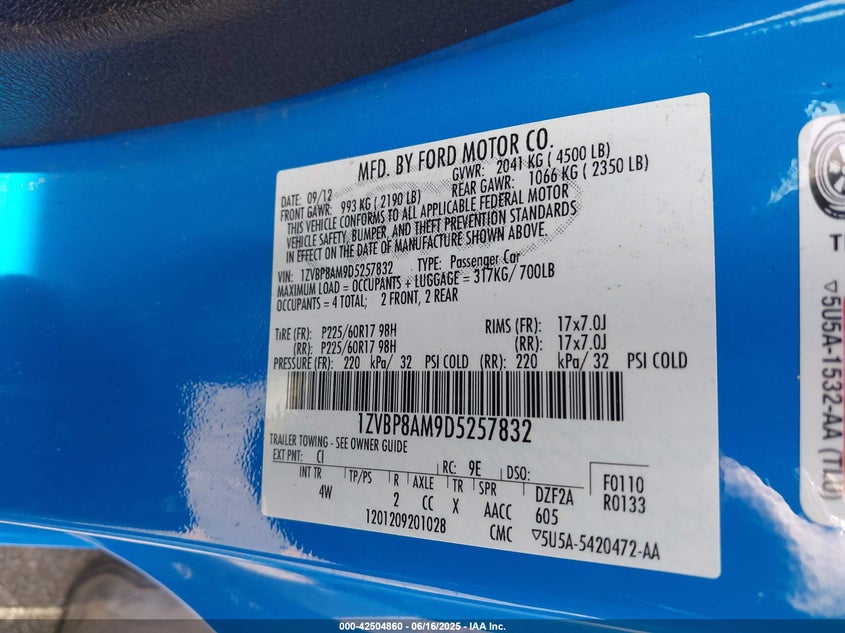 MFD. BY FORD MOTOR CO.
DATE: 09/12 GVWR: 2041 KG ( 4500 LB)
FRONT GAWR: 993 KG ( 2190 LB) REAR GAWR: 1066 KG ( 2350 LB)
THIS VEHICLE CONFORMS TO ALL APPLICABLE FEDERAL MOTOR
VEHICLE SAFETY, BUMPER, AND THEFT PREVENTION STANDARDS
IN EFFECT ON THE DATE OF MANUFACTURE SHOWN ABOVE.
VIN: 1ZVBP8AM9D5257832 TYPE: Passenger Car
MAXIMUM LOAD = OCCUPANTS + LUGGAGE = 317KG/ 700LB
OCCUPANTS = 4 TOTAL; 2 FRONT, 2 REAR
TIRE (FR): P225/60R17 98H RIMS (FR): 17x7.0J
(RR): P225/60R17 98H (RR): 17x7.0J
PRESSURE (FR): 220 kPa/ 32 PSI COLD (RR): 220 kPa/ 32 PSI COLD
1ZVBP8AM9D5257832
TRAILER TOWING - SEE OWNER GUIDE
EXT PNT: CI RC: 9E DSO: F0110
INT TR TP/PS R AXLE TR SPR DZF2A R0133
4W 2 CC X AACC 605
1201209201028 CMC ▽5U5A-5420472-AA
▽5U5A-1532-AA (TL0)
000-42504860 - 06/16/2025 - IAA Inc.